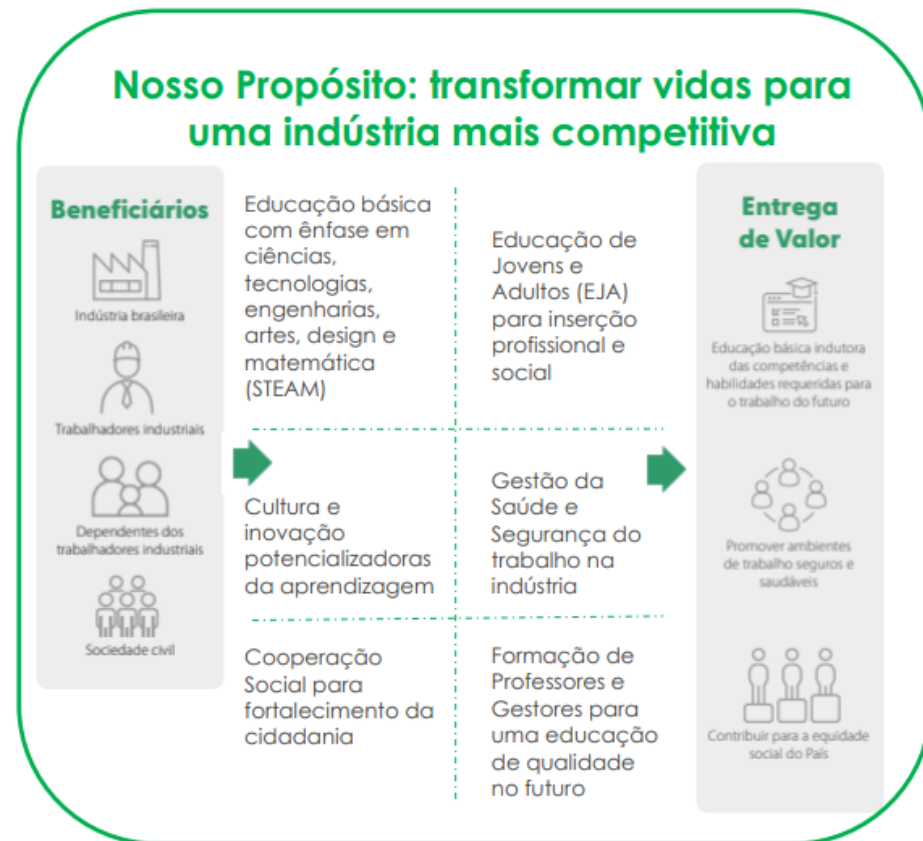 Nosso Propósito: transformar vidas para
uma indústria mais competitiva
Beneficiários
Indústria brasileira
Trabalhadores industriais
Dependentes dos
trabalhadores industriais
Sociedade civil
Educação básica
com ênfase em
ciências,
tecnologias,
engenharias,
artes, design e
matemática
(STEAM)
Educação de
Jovens e
Adultos (EJA)
para inserção
profissional e
social
Cultura e
inovação
potencializadoras
da aprendizagem
Gestão da
Saúde e
Segurança do
trabalho na
indústria
Cooperação
Social para
fortalecimento da
cidadania
Formação de
Professores e
Gestores para
uma educação
de qualidade
no futuro
Entrega
de Valor
Educação básica indutora
das competências e
habilidades requeridas para
o trabalho do futuro
Promover ambientes
de trabalho seguros e
saudáveis
Contribuir para a equidade
social do País